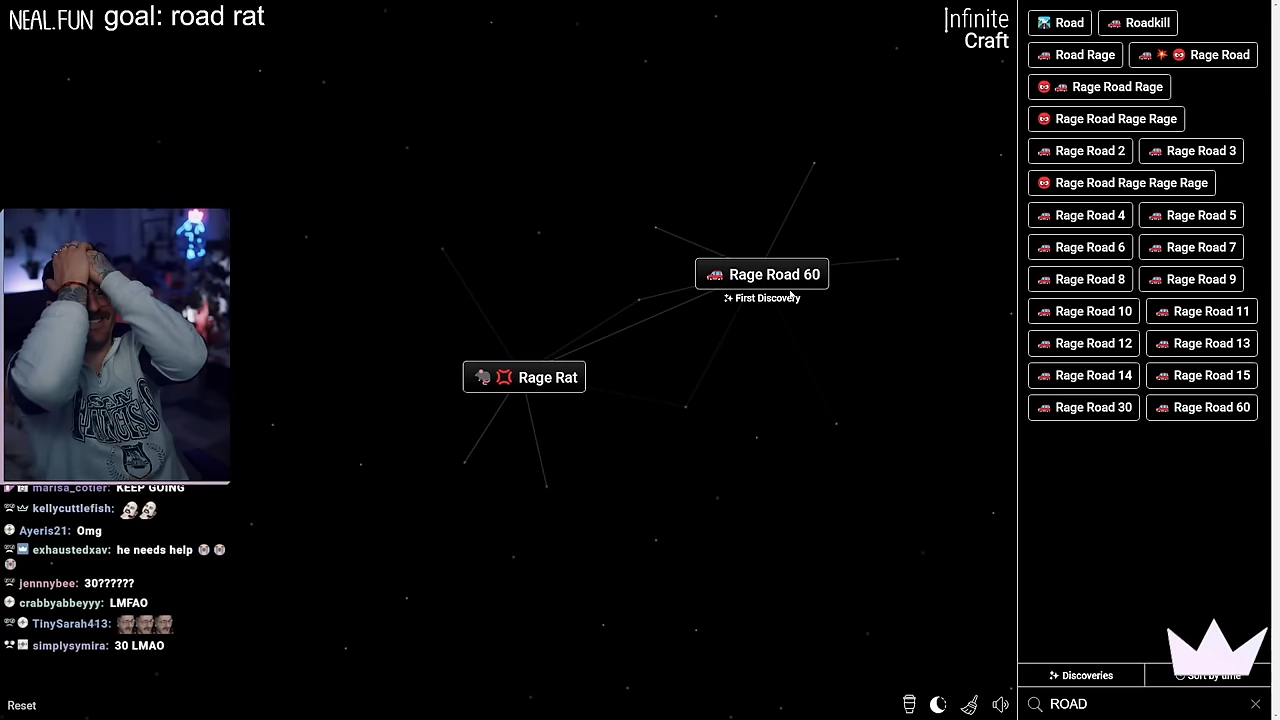 NEAL.FUN goal: road rat
Infinite
Craft
Road
Roadkill
Road Rage
Rage Road
Rage Road Rage
Rage Road Rage Rage
Rage Road 2
Rage Road 3
Rage Road Rage Rage Rage
Rage Road 4
Rage Road 5
Rage Road 6
Rage Road 7
Rage Road 8
Rage Road 9
Rage Road 10
Rage Road 11
Rage Road 12
Rage Road 13
Rage Road 14
Rage Road 15
Rage Road 30
Rage Road 60
Rage Road 60
First Discovery
Rage Rat
marisa_cotier: KEEP GOING
kellycuttlefish:
Ayeris21: Omg
exhaustedxav: he needs help
jennnybee: 30??????
crabbyabbeyyy: LMFAO
TinySarah413:
simplysymira: 30 LMAO
Reset
Discoveries
Sort by time
ROAD